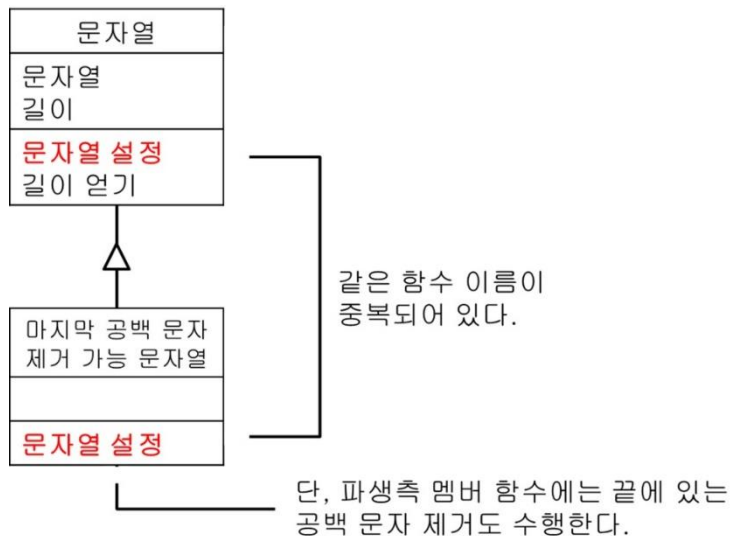 문자열
문자열
길이
문자열 설정
길이 얻기
같은 함수 이름이
중복되어 있다.
마지막 공백 문자
제거 가능 문자열
문자열 설정
단, 파생측 멤버 함수에는 끝에 있는
공백 문자 제거도 수행한다.